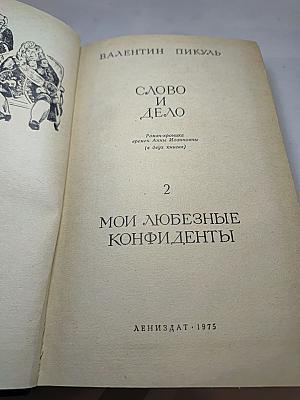 ВАЛЕНТИН ПИКУЛЬ
СЛОВО
И
ДЕЛО
Роман-хроника
времен Анны Иоанновны
(в двух книгах)
2
МОИ ЛЮБЕЗНЫЕ
КОНФИДЕНТЫ
ЛЕНИЗДАТ · 1975